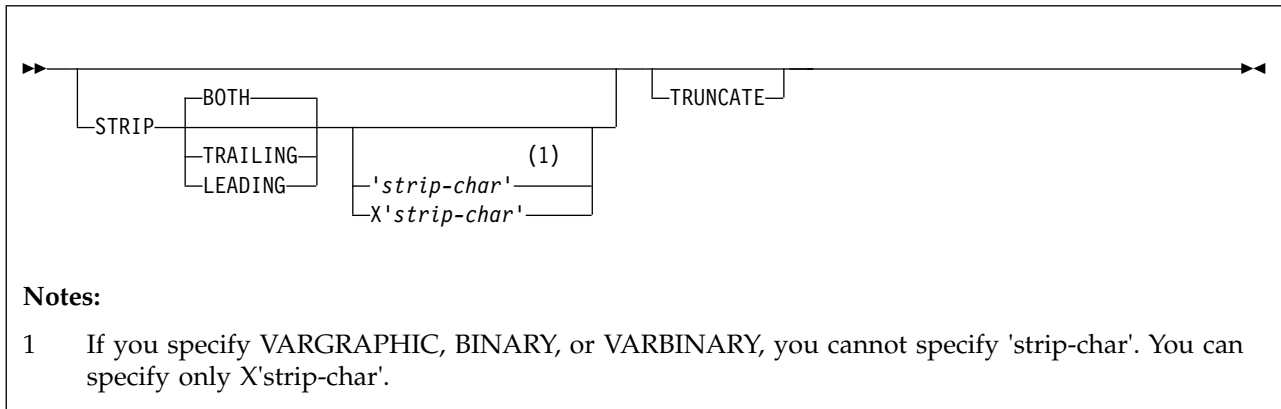 BOTH
TRUNCATE
STRIP
TRAILING
(1)
LEADING
'strip-char'
X'strip-char'
Notes:
1 If you specify VARGRAPHIC, BINARY, or VARBINARY, you cannot specify 'strip-char'. You can
specify only X'strip-char'.